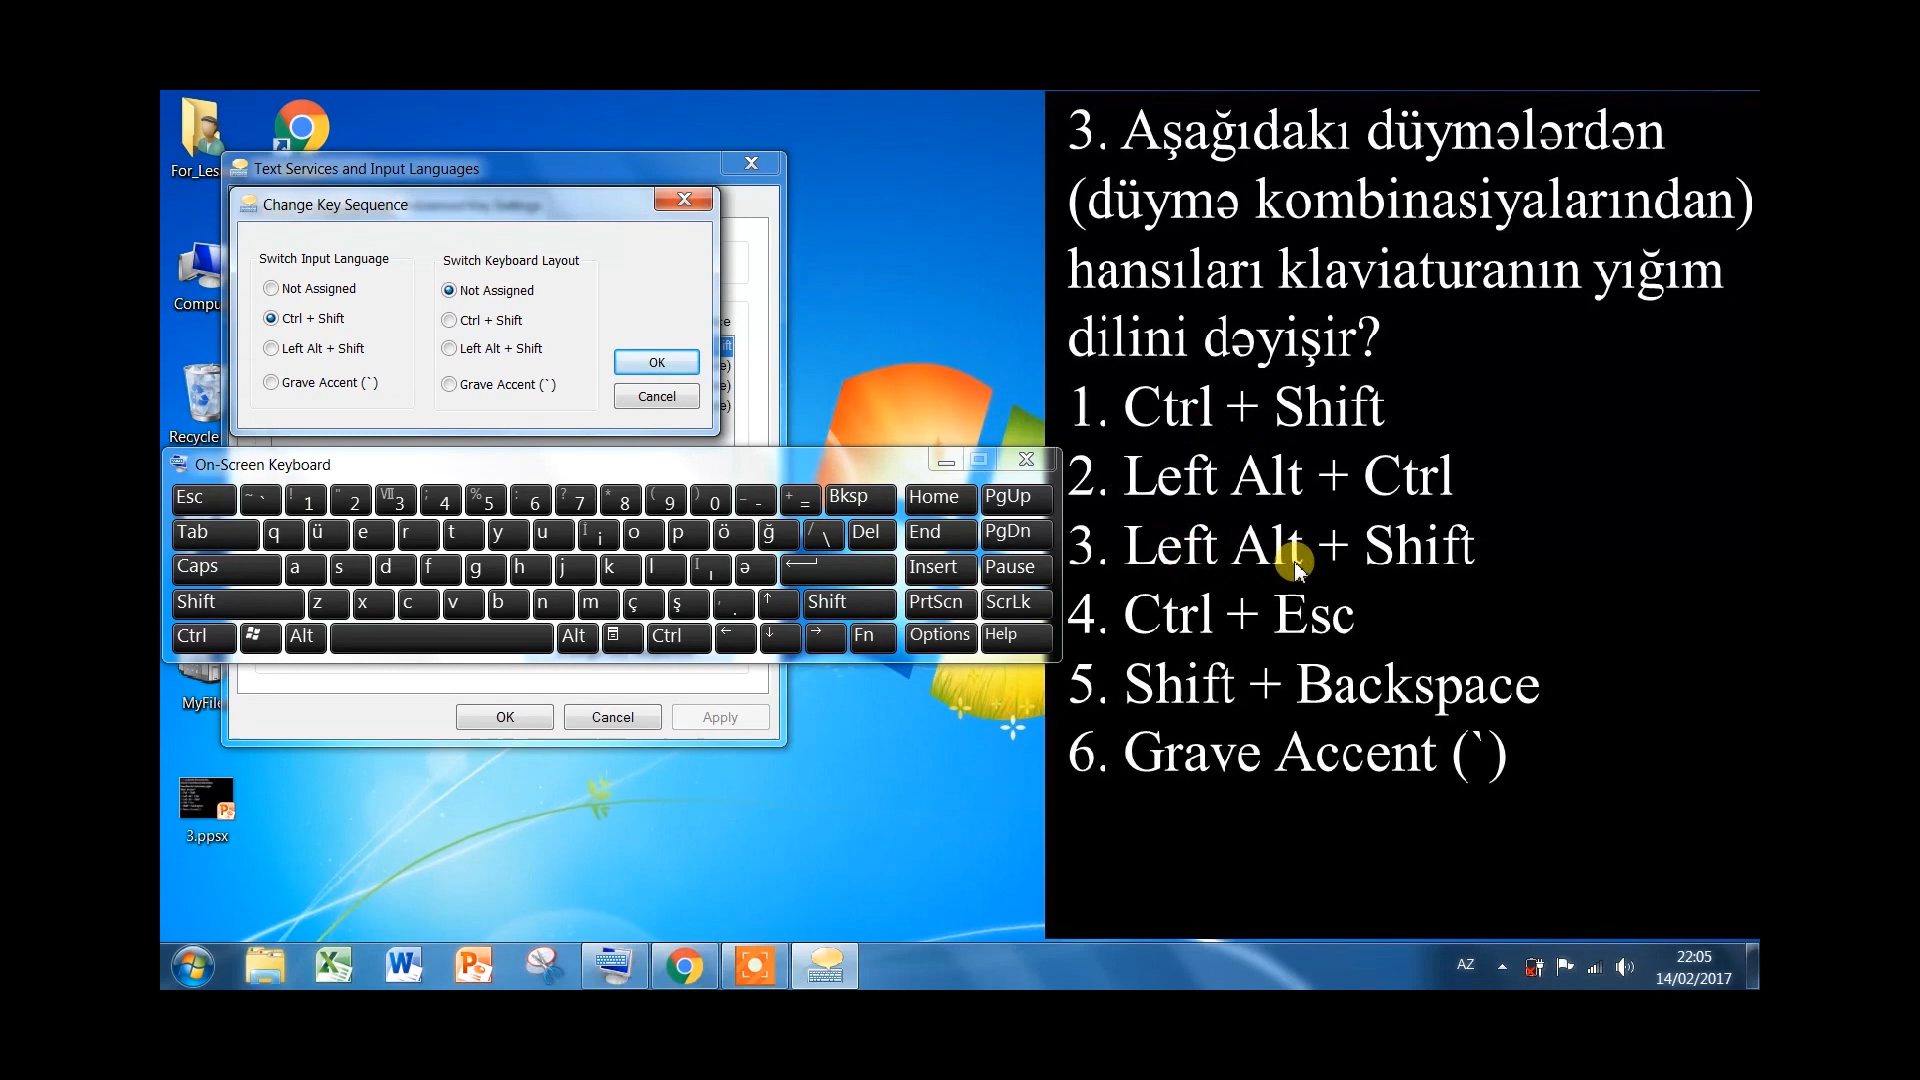 For_Les
Compu
Recycle
MyFile
3.ppsx
Text Services and Input Languages
Change Key Sequence
Switch Input Language
Not Assigned
Ctrl + Shift
Left Alt + Shift
Grave Accent (`)
Switch Keyboard Layout
Not Assigned
Ctrl + Shift
Left Alt + Shift
Grave Accent (`)
OK
Cancel
On-Screen Keyboard
Esc ~ ` ! 1 " 2 Ⅶ 3 ; 4 % 5 : 6 ? 7 * 8 ( 9 ) 0 _ - + = Bksp Home PgUp
Tab q ü e r t y u İ i o p ö ğ / \ Del End PgDn
Caps a s d f g h j k l I ı ə Insert Pause
Shift z x c v b n m ç ş , . ↑ Shift PrtScn ScrLk
Ctrl Alt Alt Ctrl ← ↓ → Fn Options Help
OK Cancel Apply
3. Aşağıdakı düymələrdən
(düymə kombinasiyalarından)
hansıları klaviaturanın yığım
dilini dəyişir?
1. Ctrl + Shift
2. Left Alt + Ctrl
3. Left Alt + Shift
4. Ctrl + Esc
5. Shift + Backspace
6. Grave Accent (`)
AZ
22:05
14/02/2017